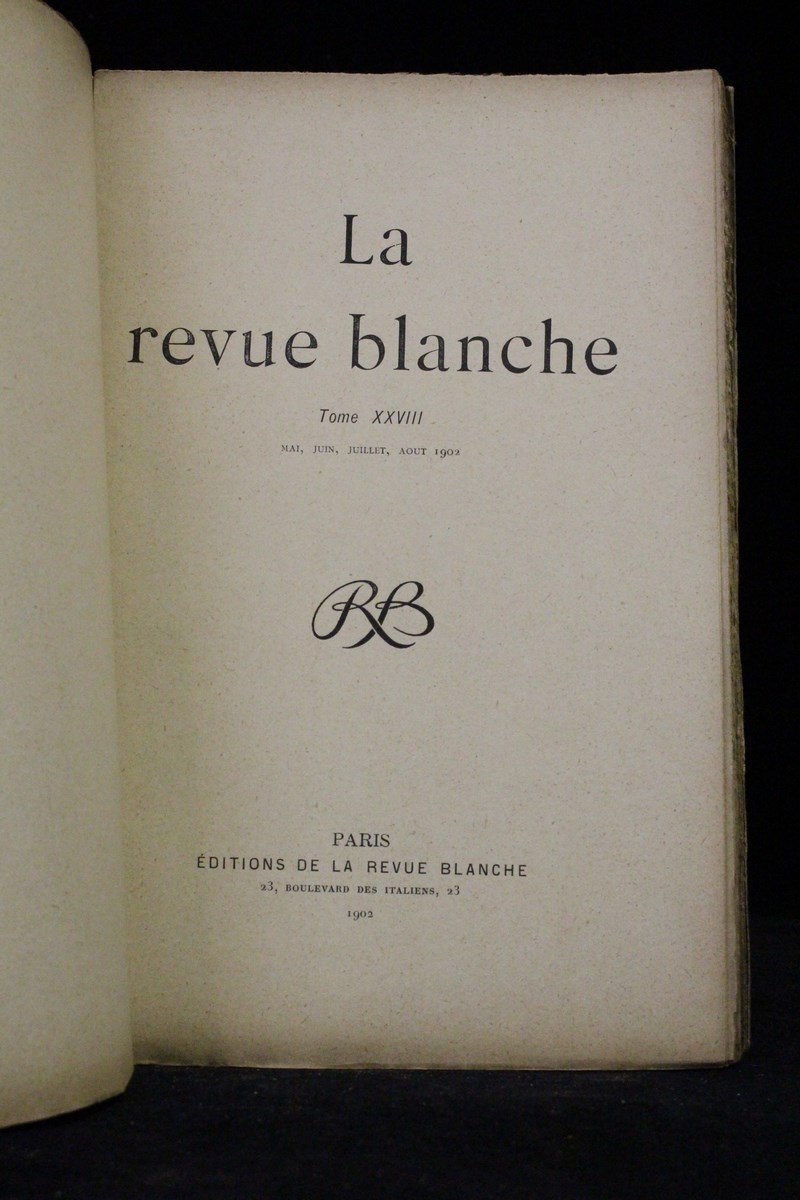 La
revue blanche
Tome XXVIII
MAI, JUIN, JUILLET, AOUT 1902
RB
PARIS
ÉDITIONS DE LA REVUE BLANCHE
23, BOULEVARD DES ITALIENS, 23
1902